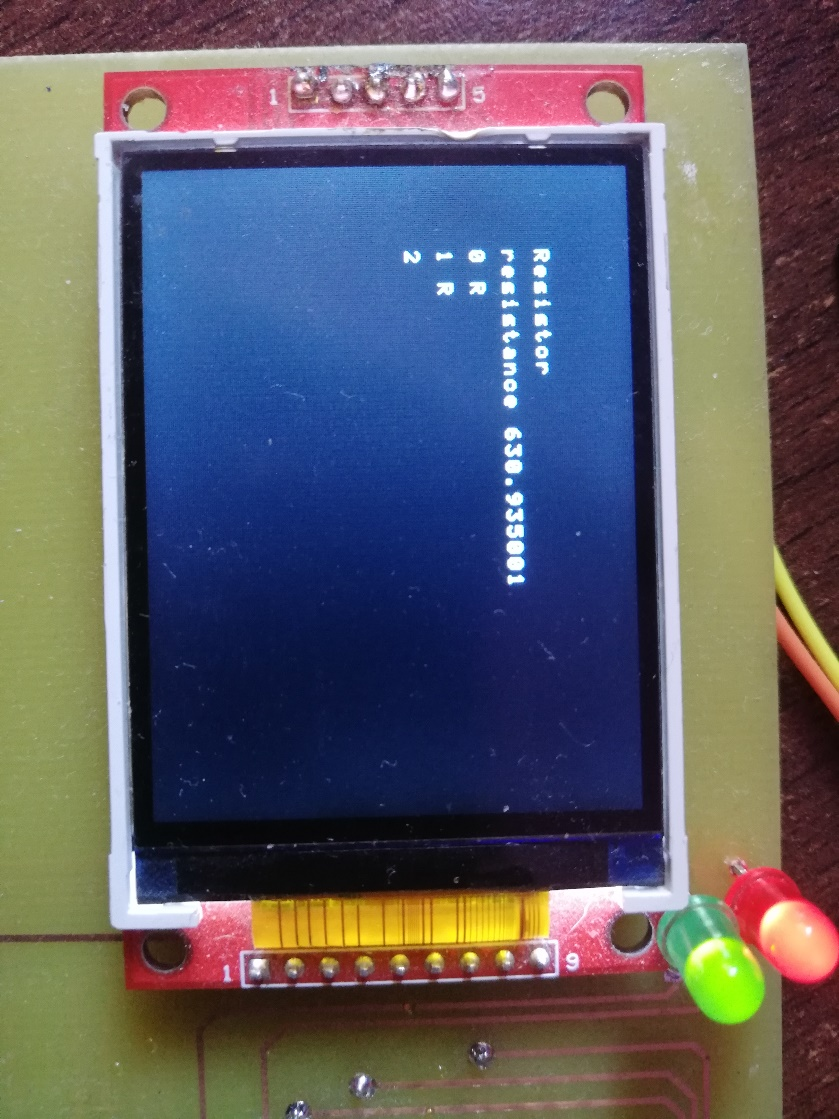 Resistor
resistance 630.935001
0 R
1 R
2
1 5
1 9